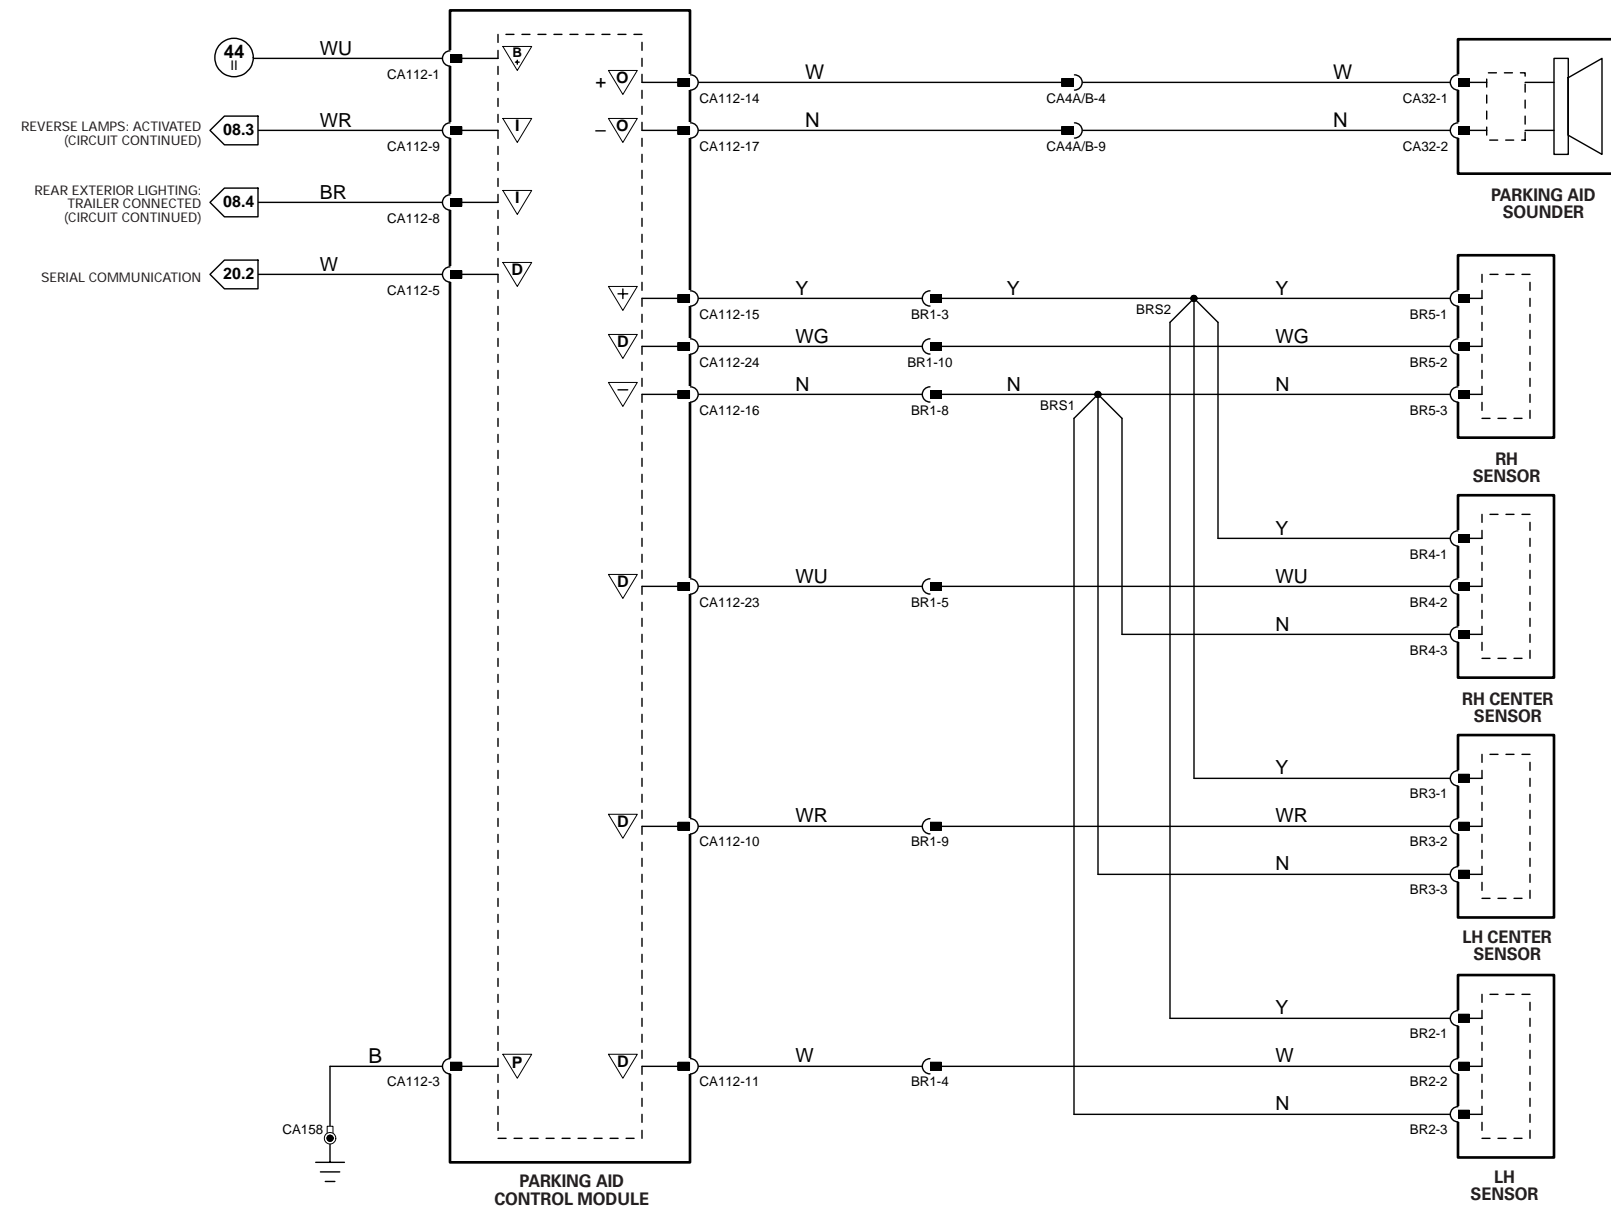 44
II
WU
CA112-1
B
+
REVERSE LAMPS: ACTIVATED
(CIRCUIT CONTINUED)
08.3
WR
CA112-9
I
REAR EXTERIOR LIGHTING:
TRAILER CONNECTED
(CIRCUIT CONTINUED)
08.4
BR
CA112-8
I
SERIAL COMMUNICATION
20.2
W
CA112-5
D
B
CA112-3
P
CA158
PARKING AID
CONTROL MODULE
+ O
CA112-14
W
CA4A/B-4
W
CA32-1
– O
CA112-17
N
CA4A/B-9
N
CA32-2
PARKING AID
SOUNDER
+
CA112-15
Y
BR1-3
Y
BRS2
Y
BR5-1
D
CA112-24
WG
BR1-10
WG
BR5-2
–
CA112-16
N
BR1-8
N
BRS1
N
BR5-3
RH
SENSOR
Y
BR4-1
D
CA112-23
WU
BR1-5
WU
BR4-2
N
BR4-3
RH CENTER
SENSOR
Y
BR3-1
D
CA112-10
WR
BR1-9
WR
BR3-2
N
BR3-3
LH CENTER
SENSOR
Y
BR2-1
D
CA112-11
W
BR1-4
W
BR2-2
N
BR2-3
LH
SENSOR